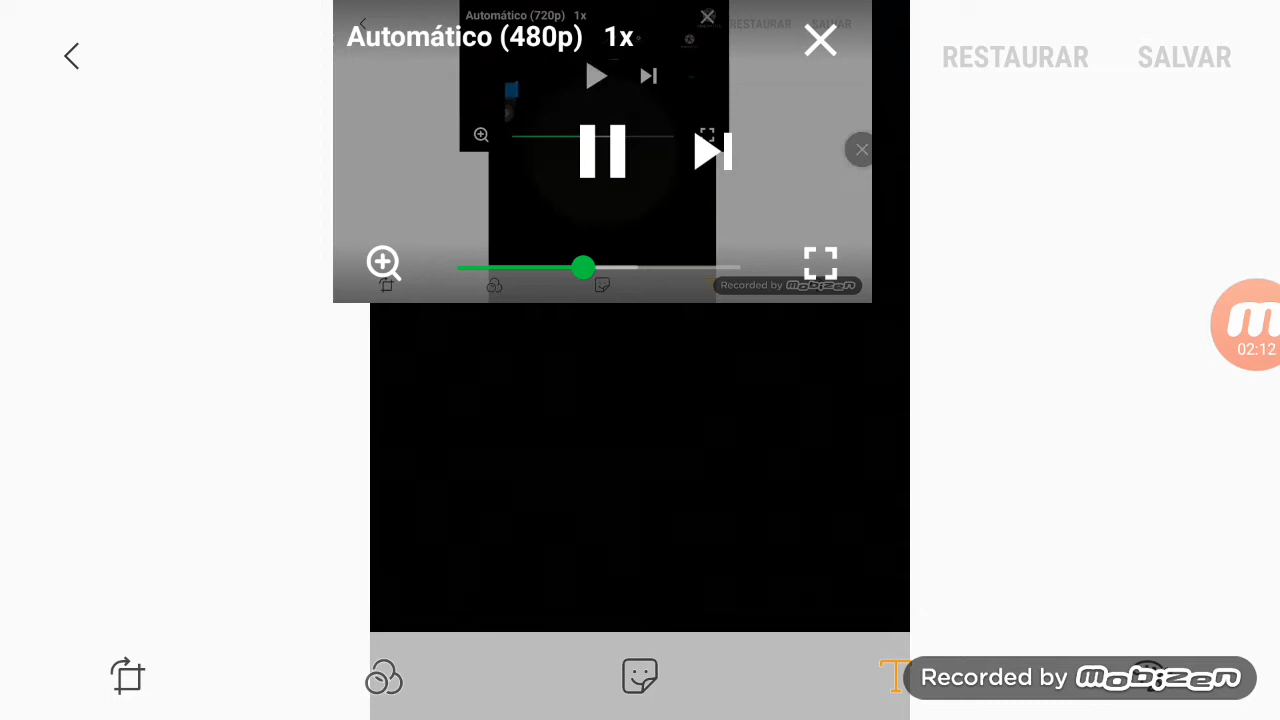 Automático (720p) 1x
RESTAURAR SALVAR
Automático (480p) 1x
RESTAURAR SALVAR
Recorded by mobizen
m
02:12
T
Recorded by mobizen